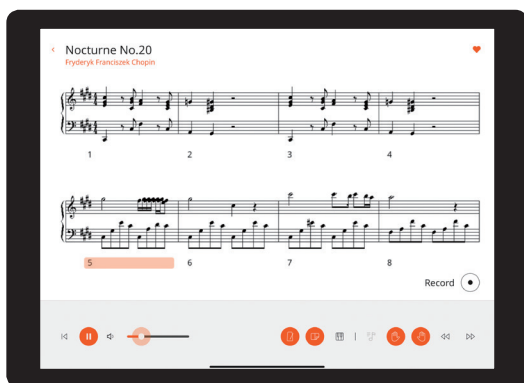 Nocturne No.20
Fryderyk Franciszek Chopin
1 2 3 4
5 6 7 8
Record